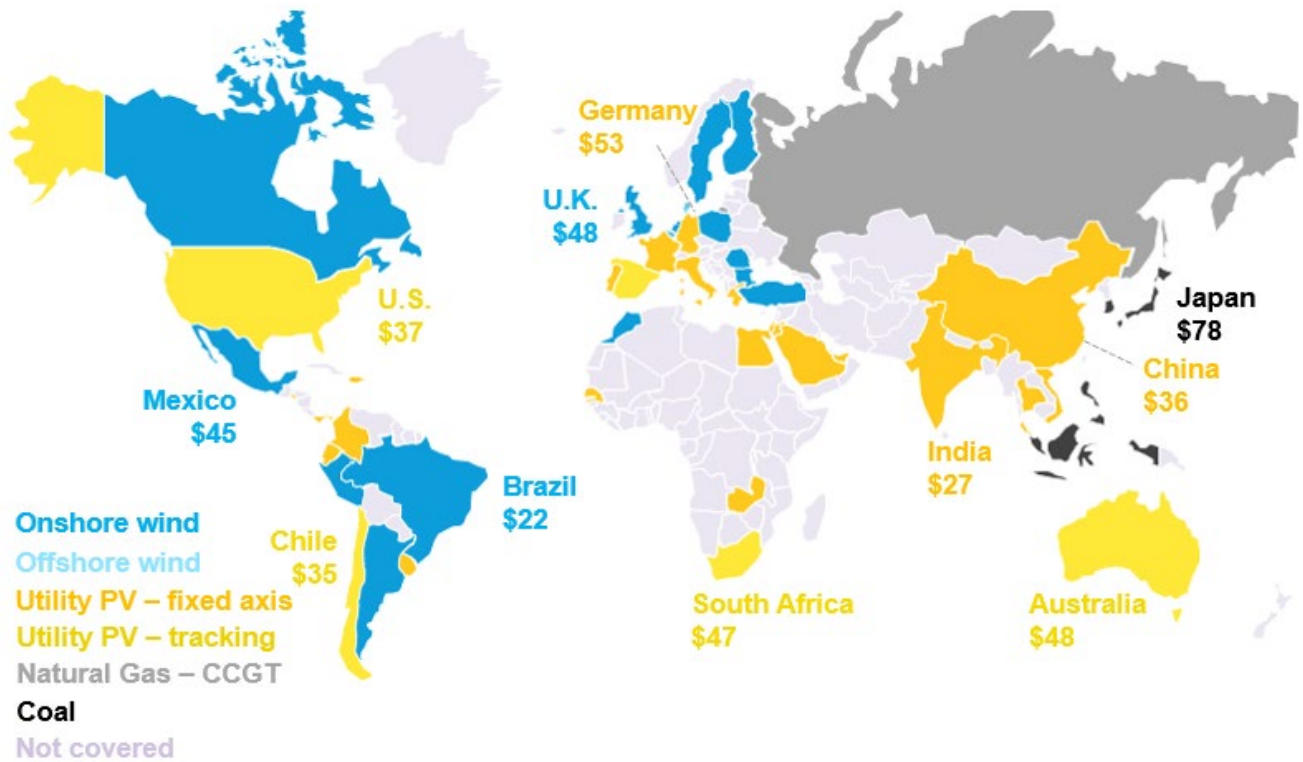 Germany
$53
U.K.
$48
U.S.
$37
Japan
$78
China
$36
Mexico
$45
India
$27
Brazil
$22
Chile
$35
South Africa
$47
Australia
$48
Onshore wind
Offshore wind
Utility PV – fixed axis
Utility PV – tracking
Natural Gas – CCGT
Coal
Not covered